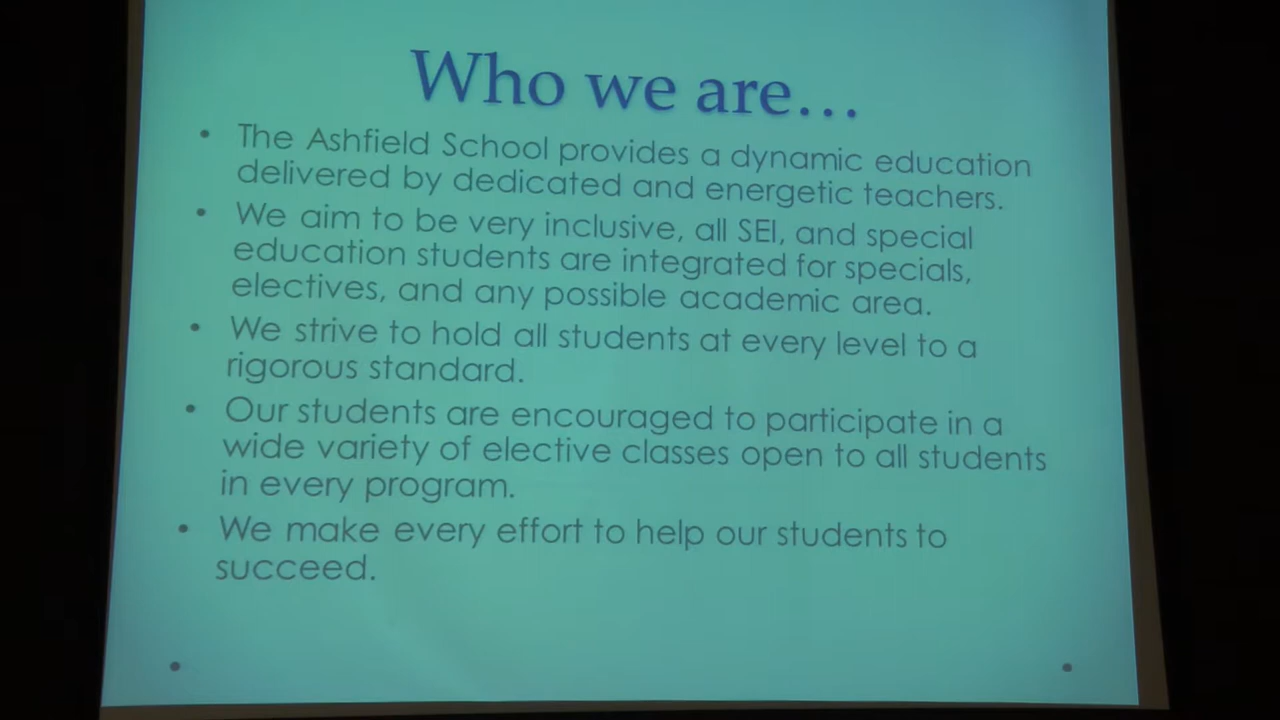 Who we are...
• The Ashfield School provides a dynamic education
delivered by dedicated and energetic teachers.
• We aim to be very inclusive, all SEI, and special
education students are integrated for specials,
electives, and any possible academic area.
• We strive to hold all students at every level to a
rigorous standard.
• Our students are encouraged to participate in a
wide variety of elective classes open to all students
in every program.
• We make every effort to help our students to
succeed.